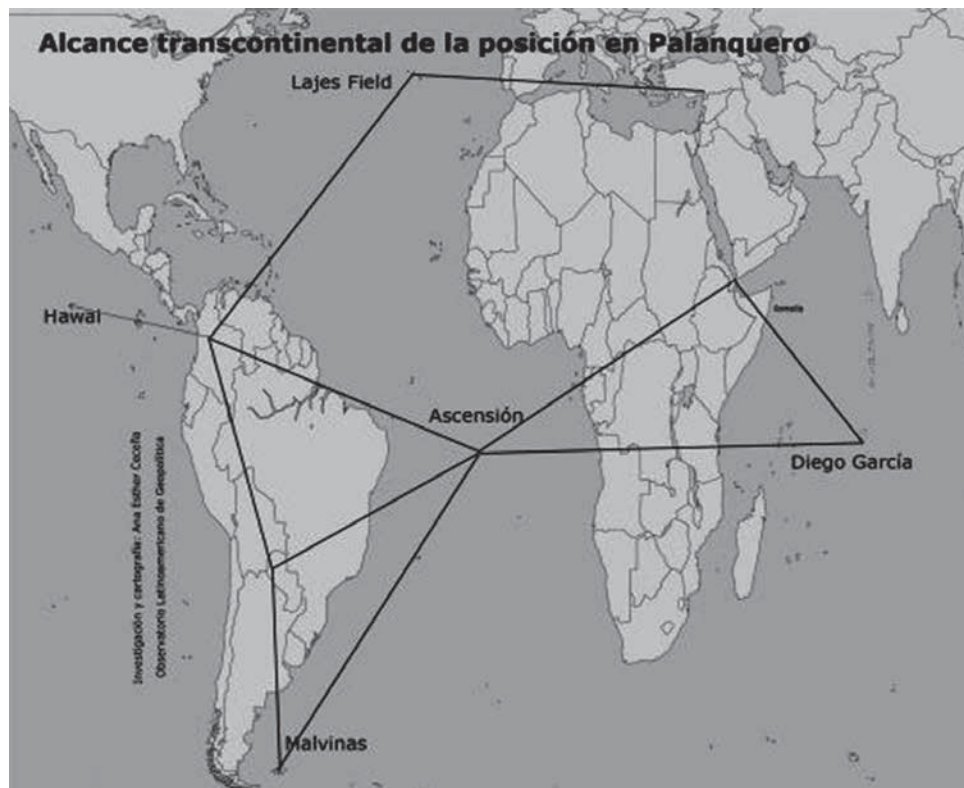 Alcance transcontinental de la posición en Palanquero
Lajes Field
Hawai
Somalia
Ascensión
Diego García
Malvinas
Investigación y cartografía: Ana Esther Ceceña
Observatorio Latinoamericano de Geopolítica